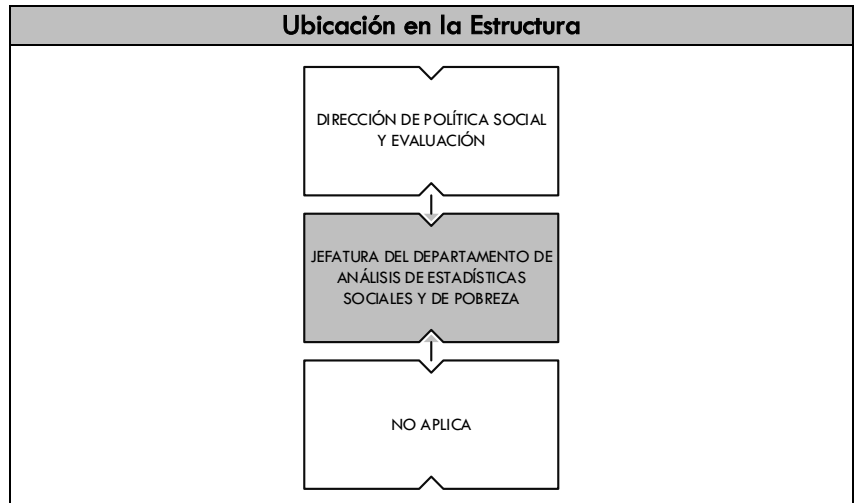 Ubicación en la Estructura
DIRECCIÓN DE POLÍTICA SOCIAL
Y EVALUACIÓN
JEFATURA DEL DEPARTAMENTO DE
ANÁLISIS DE ESTADÍSTICAS
SOCIALES Y DE POBREZA
NO APLICA